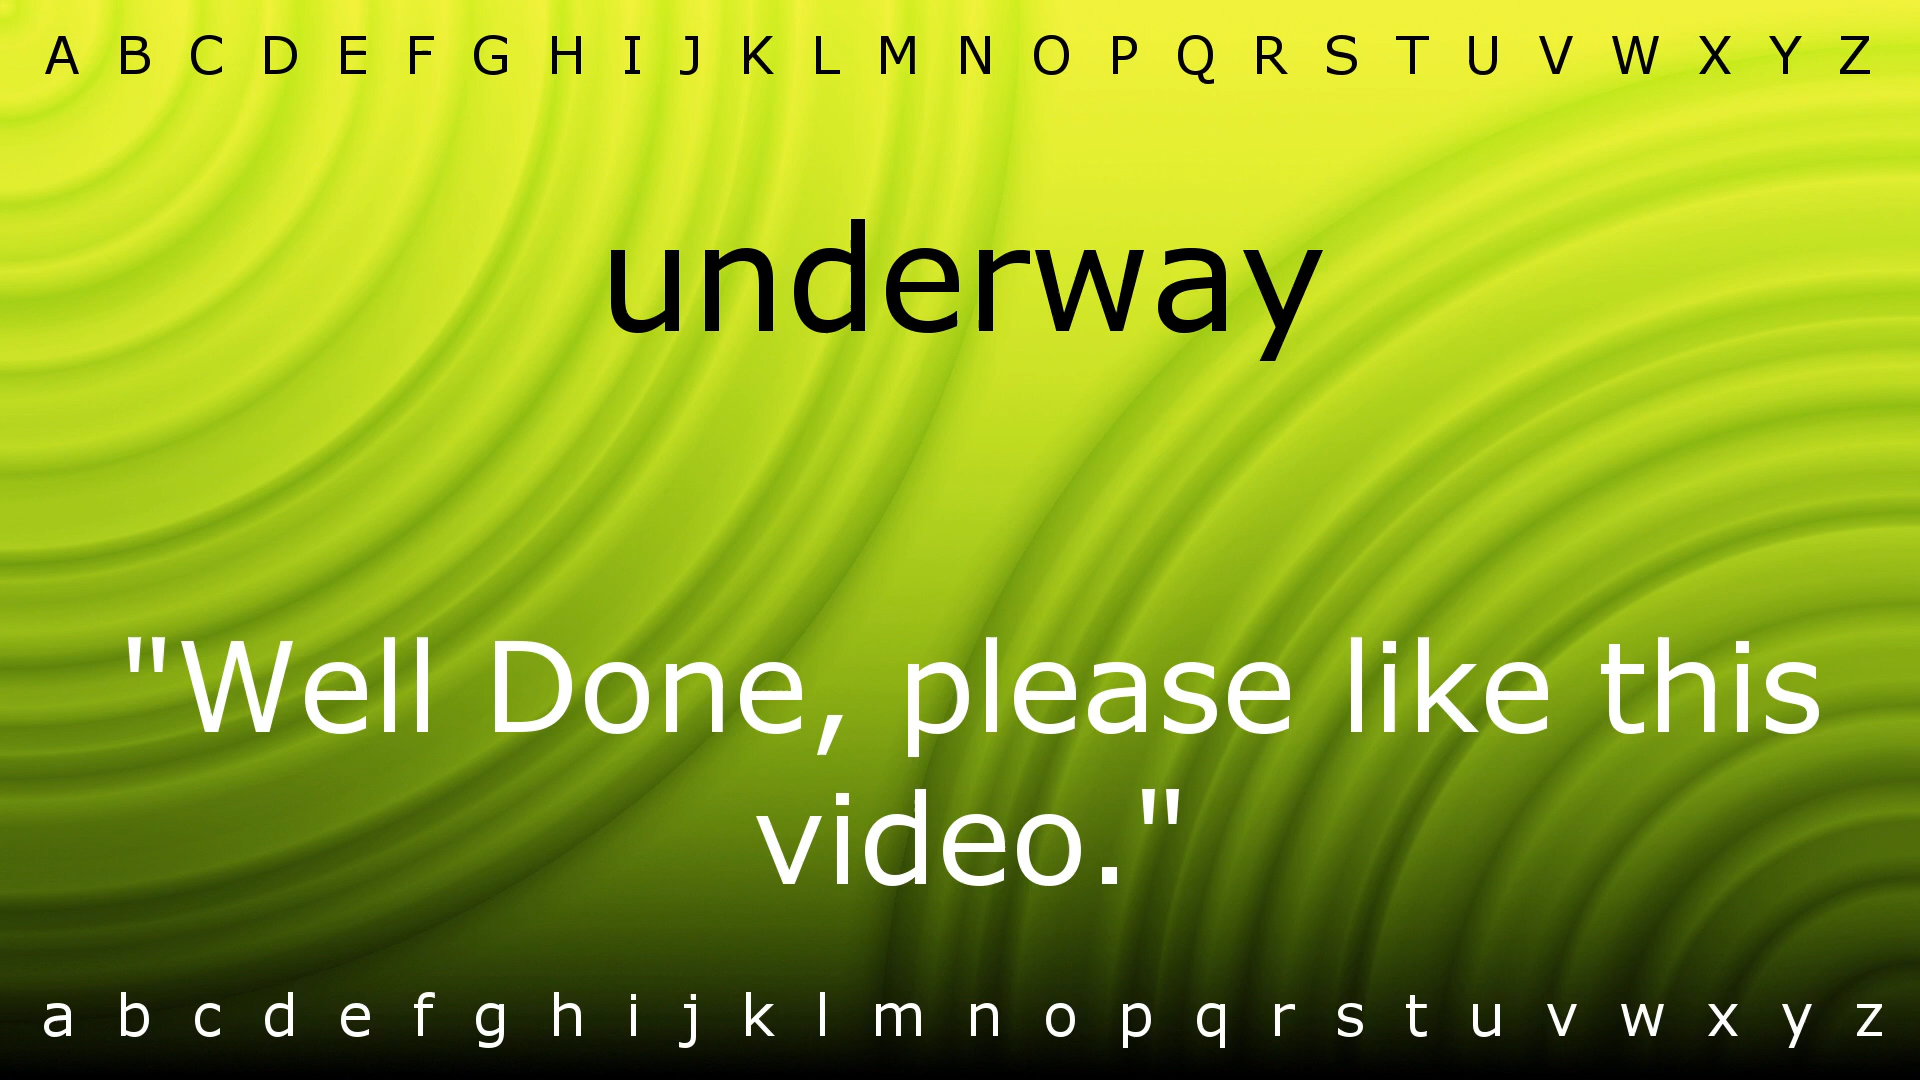 A B C D E F G H I J K L M N O P Q R S T U V W X Y Z
underway
"Well Done, please like this
video."
a b c d e f g h i j k l m n o p q r s t u v w x y z